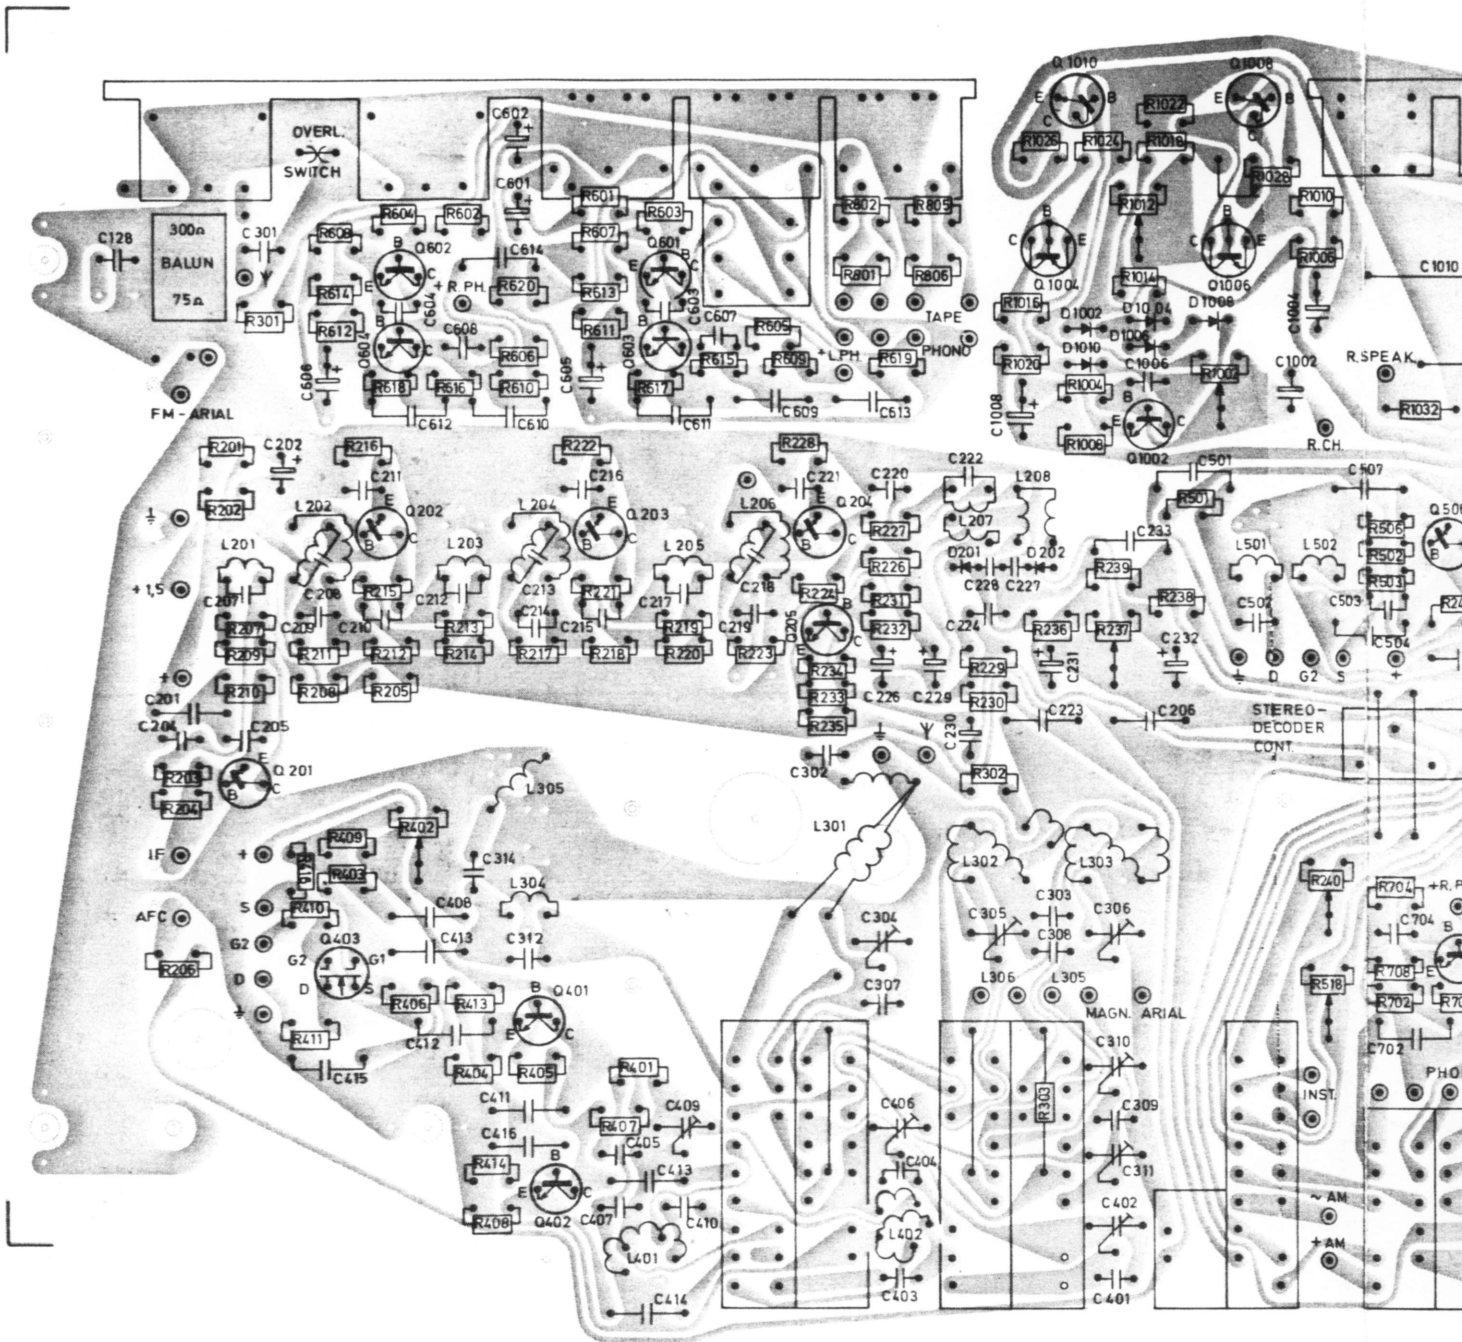 Q1010 Q1008
E B E B
C C
C602 R1022
OVERL. R1026 R1024 R1018
SWITCH
C601 R1028
R604 R602 R601 R603 R802 R805 R1012 R1010
300Ω C301 R608 R607
C128 B Q602 C614 Q601 B B B
BALUN C E C R1006 C1010
E C +R.PH. R620 R613 R801 R806 R1014
75Ω R614 C604 C603 Q1004 Q1006
R301 R612 B C608 R611 B C607 R605 TAPE R1016 D1002 D1004 D1008 C1004
Q604 C R606 Q603 R615 R609 +L.PH. R619 PHONO D1006
C606 R618 R616 R610 C605 R617 R1020 D1010 C1006 R1002 C1002 R.SPEAK.
R1004
FM-ARIAL C612 C610 C611 C609 C613 C1008 E B C R1032
R1008 Q1002 R.CH.
R201 C202 R216 R222 R228 C222 C501 C507
C211 C216 C221 C220 L208
R202 L202 E Q202 L204 E Q203 L206 E Q204 R227 L207 R501 R506
B C B C B C C233
L201 L203 L205 R226 D201 D202 R239 L501 L502 R502
C228 C227 R503 B
+1,5 C207 C208 R215 C212 C213 R221 C217 C218 R224 R231 R238 C502 C503
R207 C209 C210 R213 C214 C215 R219 C219 Q205 B R232 C224 R236 R237 C232 C504
R209 R211 R212 R214 R217 R218 R220 R223 E C R229 C231
R234
+ R210 R208 R205 R233 C226 C229 R230 ⏚ D G2 S +
C201 R235 C230 C223 C206 STEREO-
C204 C205 DECODER
E C302 CONT.
R203 Q201 R302
B C
R204 L305
R409 R402 L301
IF + R403 C314 L302 L303
L304 R240 R704
S R410 C408 C303 +R.P
AFC C304 C305 C306 C704
G2 Q403 C413 C312 C308 B
R206 G2 G1 E
D L306 L305 R708
D S R406 R413 B Q401 C307 R518 R702
⏚ MAGN. ARIAL
R411 C412 E C C310 C702
C415 R404 R405 R401 PHO
C411 R303 INST.
C409 C406 C309
C416 R407 C405
R414 B C404 C311
C413
E C ~ AM
R408 Q402 C407 C410 C402
L401 L402 + AM
C403 C401
C414